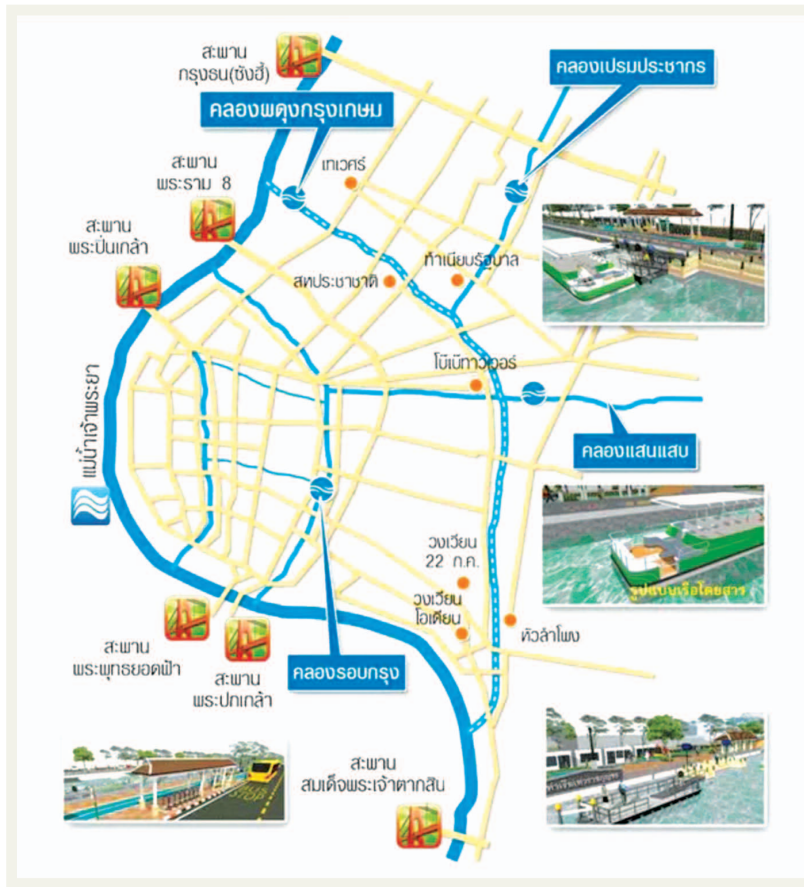 สะพาน
กรุงธน(ซังฮี้)
คลองเปรมประชากร
คลองผดุงกรุงเกษม
เทเวศร์
สะพาน
พระราม 8
สะพาน
พระปิ่นเกล้า
ทำเนียบรัฐบาล
สหประชาชาติ
โบ๊เบ๊ทาวเวอร์
แม่น้ำเจ้าพระยา
คลองแสนแสบ
วงเวียน
22 ก.ค.
รูปแบบเรือโดยสาร
วงเวียน
โอเดียน
หัวลำโพง
สะพาน
พระพุทธยอดฟ้า
สะพาน
พระปกเกล้า
คลองรอบกรุง
สะพาน
สมเด็จพระเจ้าตากสิน
STOP